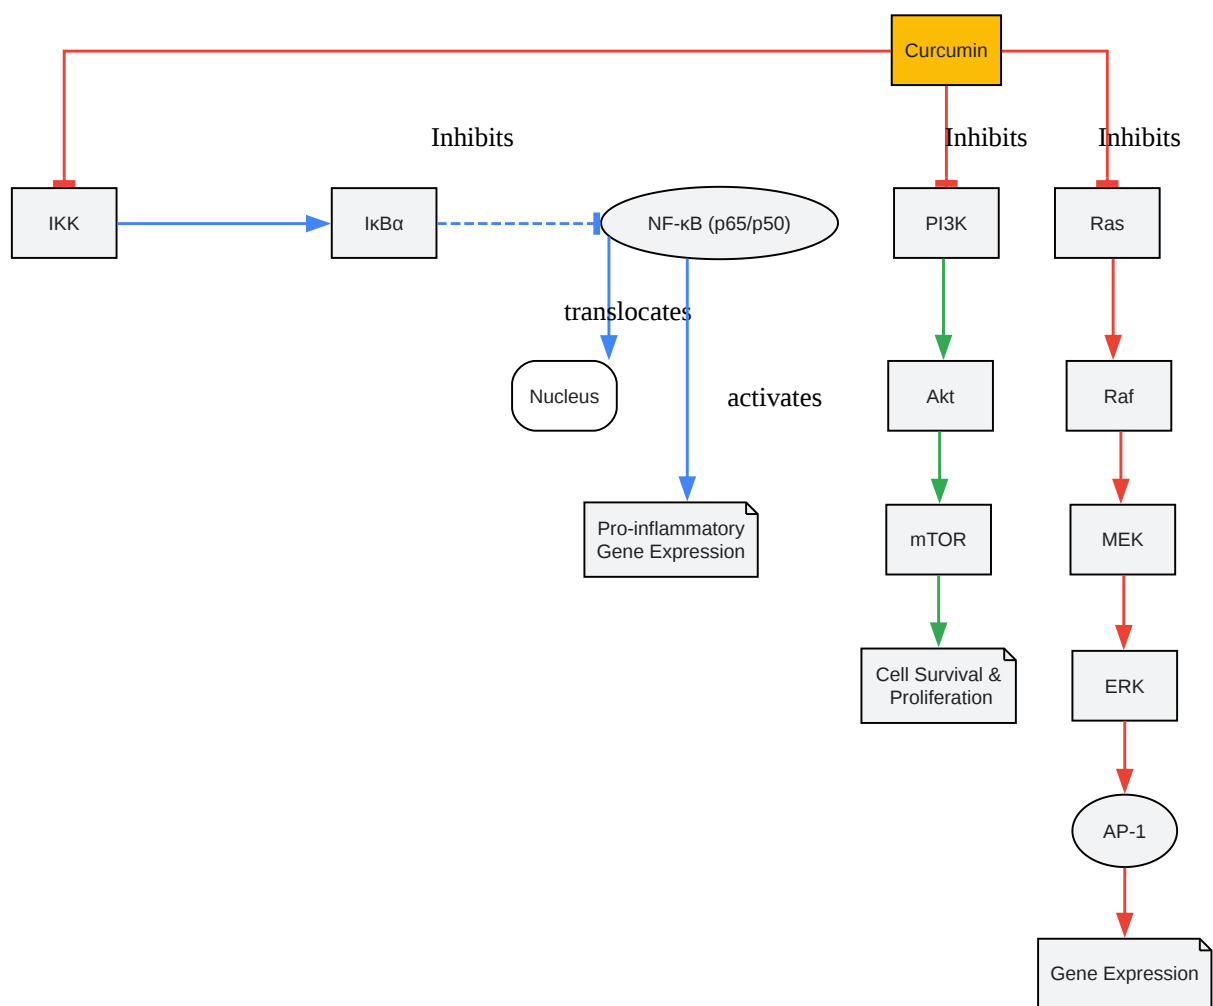 Curcumin
Inhibits
Inhibits
Inhibits
IKK
IκBα
NF-κB (p65/p50)
PI3K
Ras
translocates
Nucleus
activates
Akt
Raf
Pro-inflammatory
Gene Expression
mTOR
MEK
Cell Survival &
Proliferation
ERK
AP-1
Gene Expression